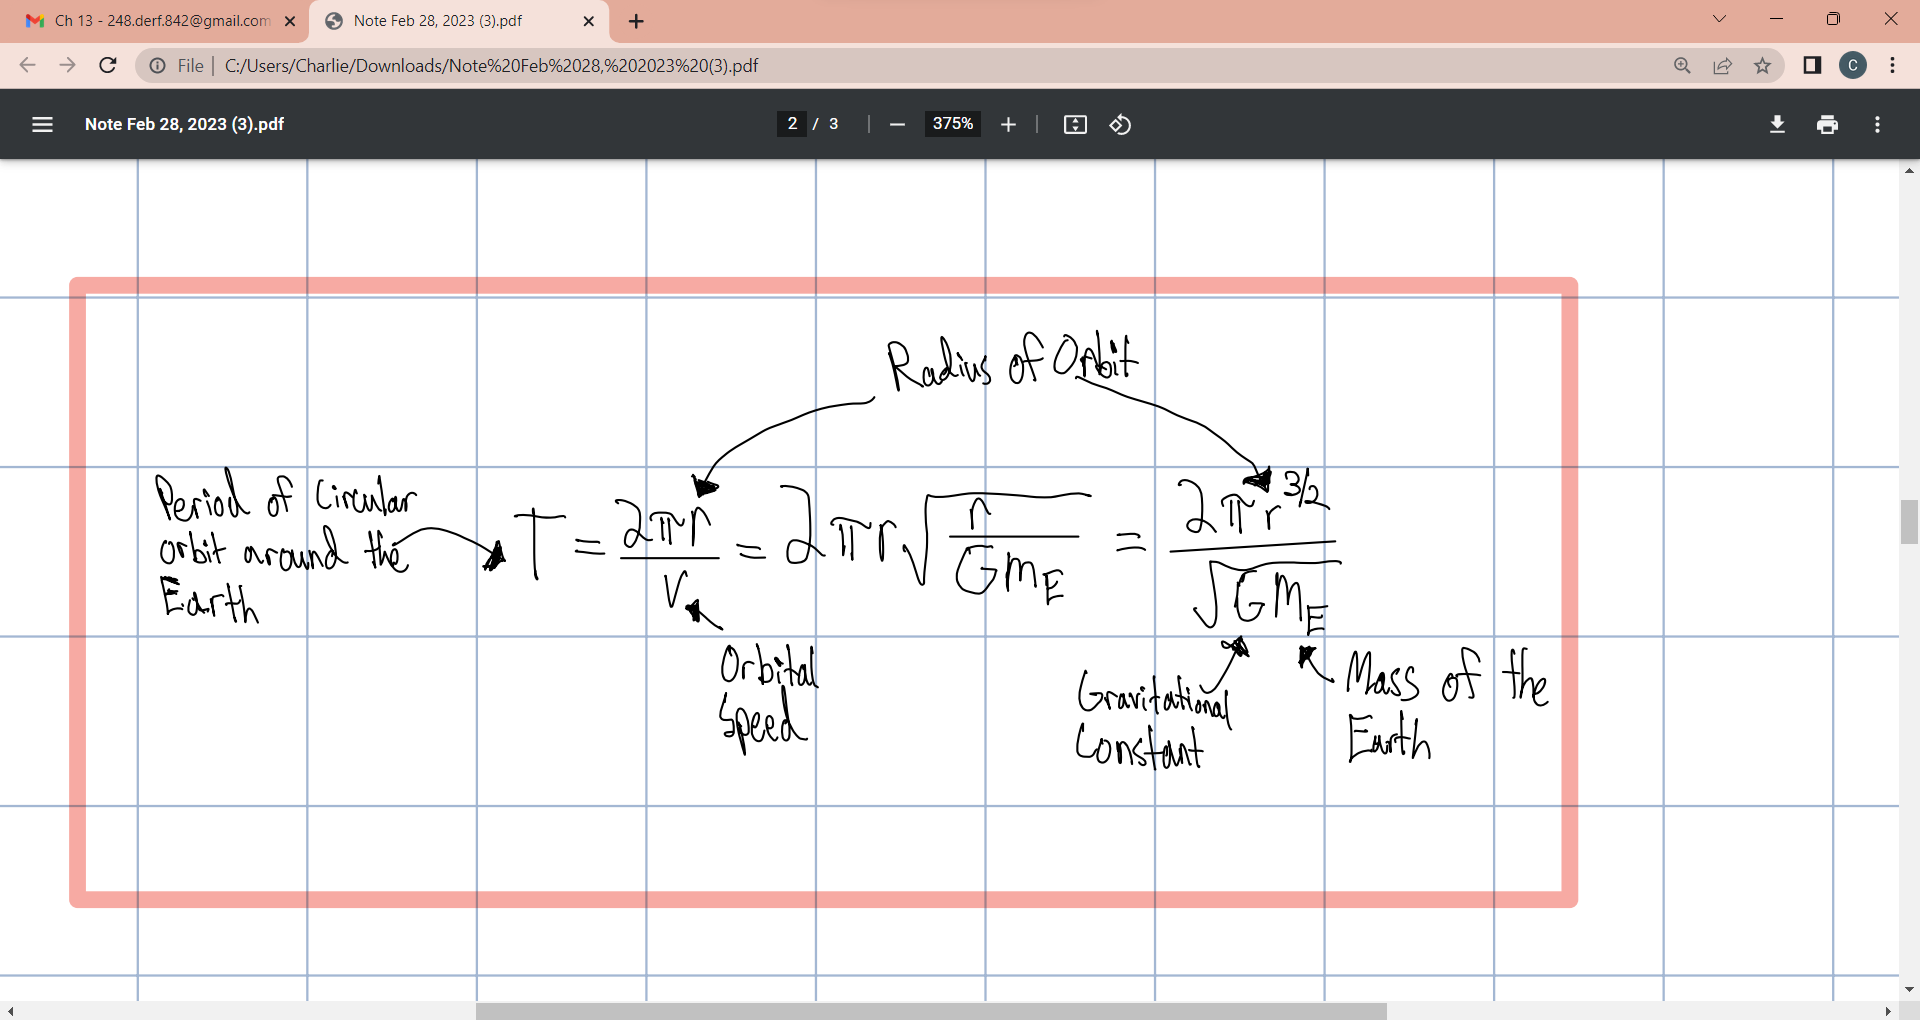 Ch 13 - 248.derf.842@gmail.com
Note Feb 28, 2023 (3).pdf
File
C:/Users/Charlie/Downloads/Note%20Feb%2028,%202023%20(3).pdf
C
Note Feb 28, 2023 (3).pdf
2 / 3
375%
Radius of Orbit
Period of Circular
orbit around the
Earth
T = 2πr/v = 2πr√(r/Gm_E) = 2πr^(3/2)/√(Gm_E)
Orbital
Speed
Gravitational
Constant
Mass of the
Earth